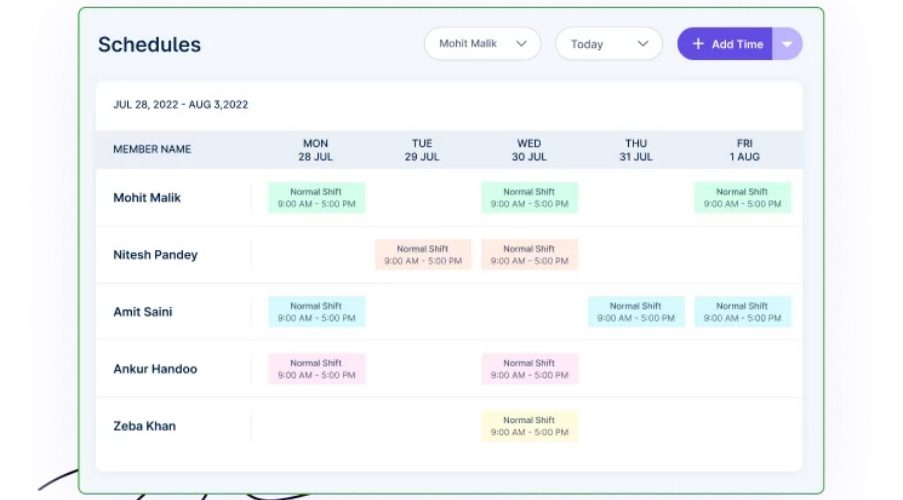 Schedules
Mohit Malik
Today
+ Add Time
JUL 28, 2022 - AUG 3,2022
MEMBER NAME
MON TUE WED THU FRI
28 JUL 29 JUL 30 JUL 31 JUL 1 AUG
Mohit Malik
Normal Shift Normal Shift Normal Shift
9:00 AM - 5:00 PM 9:00 AM - 5:00 PM 9:00 AM - 5:00 PM
Nitesh Pandey
Normal Shift Normal Shift
9:00 AM - 5:00 PM 9:00 AM - 5:00 PM
Amit Saini
Normal Shift Normal Shift Normal Shift
9:00 AM - 5:00 PM 9:00 AM - 5:00 PM 9:00 AM - 5:00 PM
Ankur Handoo
Normal Shift Normal Shift
9:00 AM - 5:00 PM 9:00 AM - 5:00 PM
Zeba Khan
Normal Shift
9:00 AM - 5:00 PM